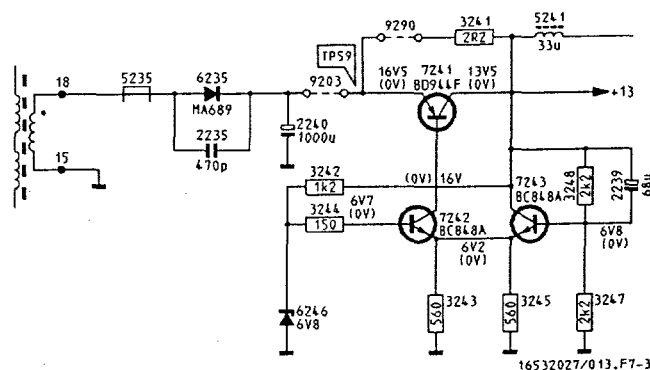 9290
3241
2R2
5241
33u
TP59
18
5235
6235
MA689
9203
16V5
(0V)
7241
BD944F
13V5
(0V)
+13
2235
470p
2240
1000u
15
3242
1k2
(0V) 16V
7243
BC848A
3248
2k2
2239
68u
3244
150
6V7
(0V)
7242
BC848A
6V2
(0V)
6V8
(0V)
6246
6V8
560
3243
560
3245
2k2
3247
16532027/013.F7-3